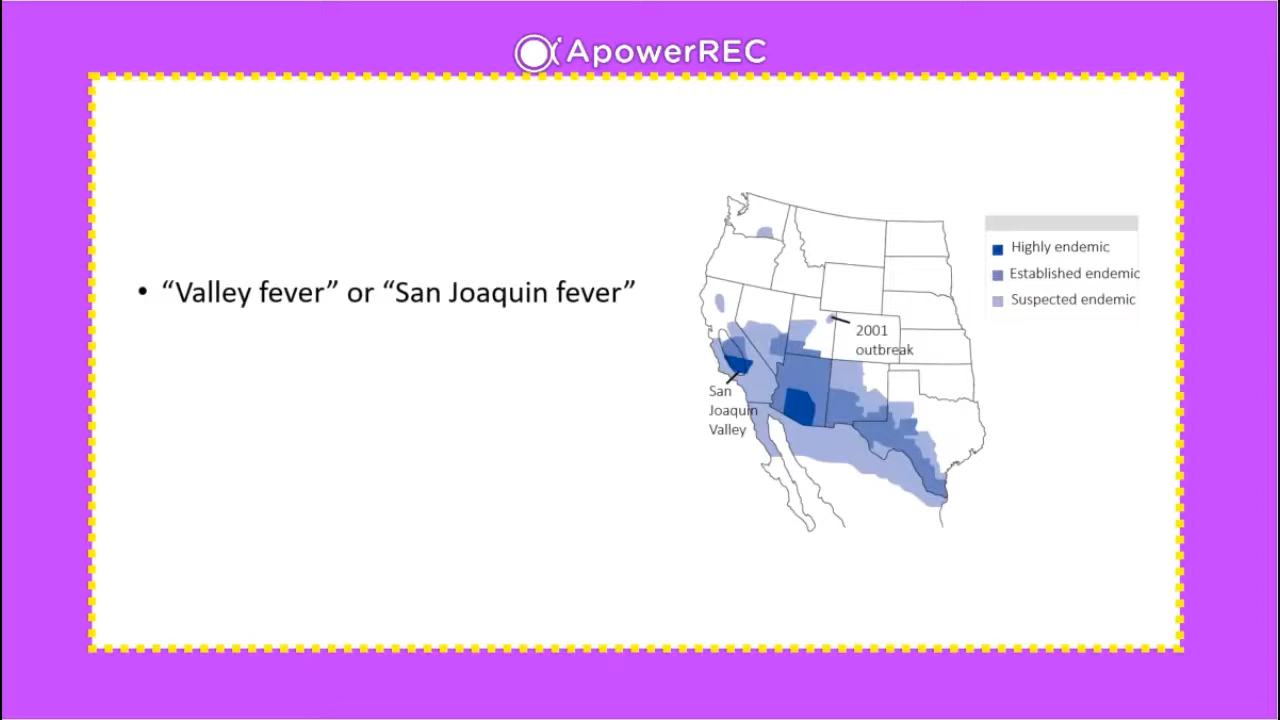 ApowerREC
• “Valley fever” or “San Joaquin fever”
Highly endemic
Established endemic
Suspected endemic
2001
outbreak
San
Joaquin
Valley